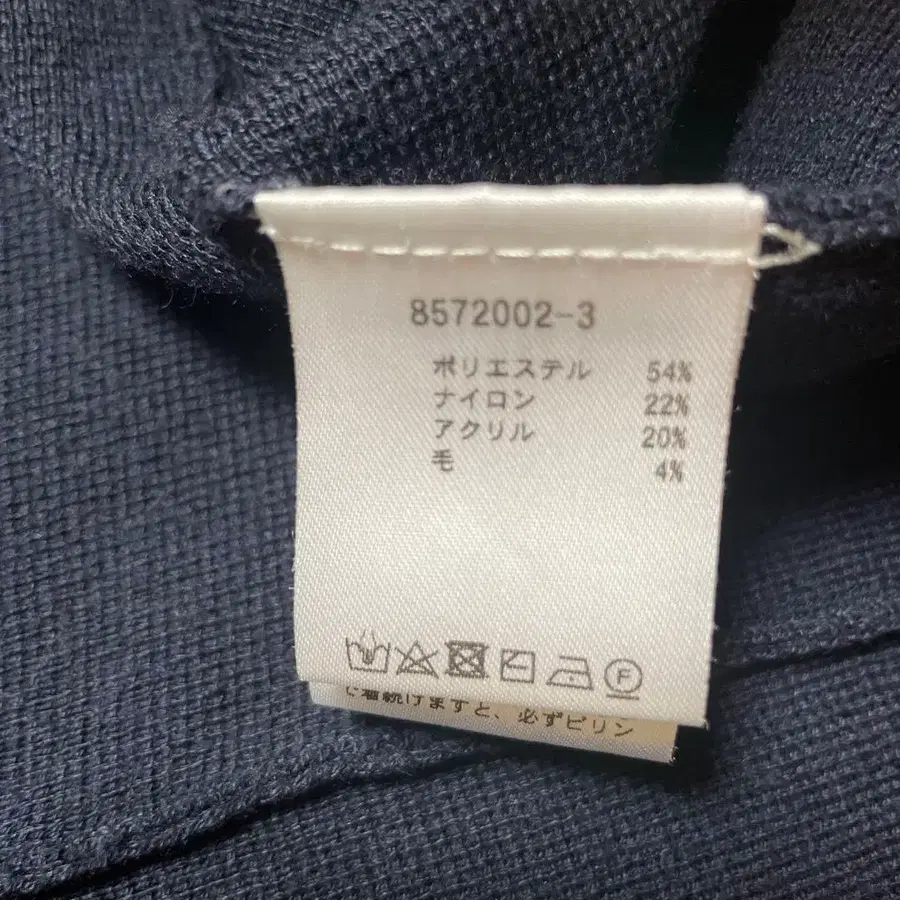 8572002-3
ポリエステル 54%
ナイロン 22%
アクリル 20%
毛 4%
に着続けますと、必ずピリン